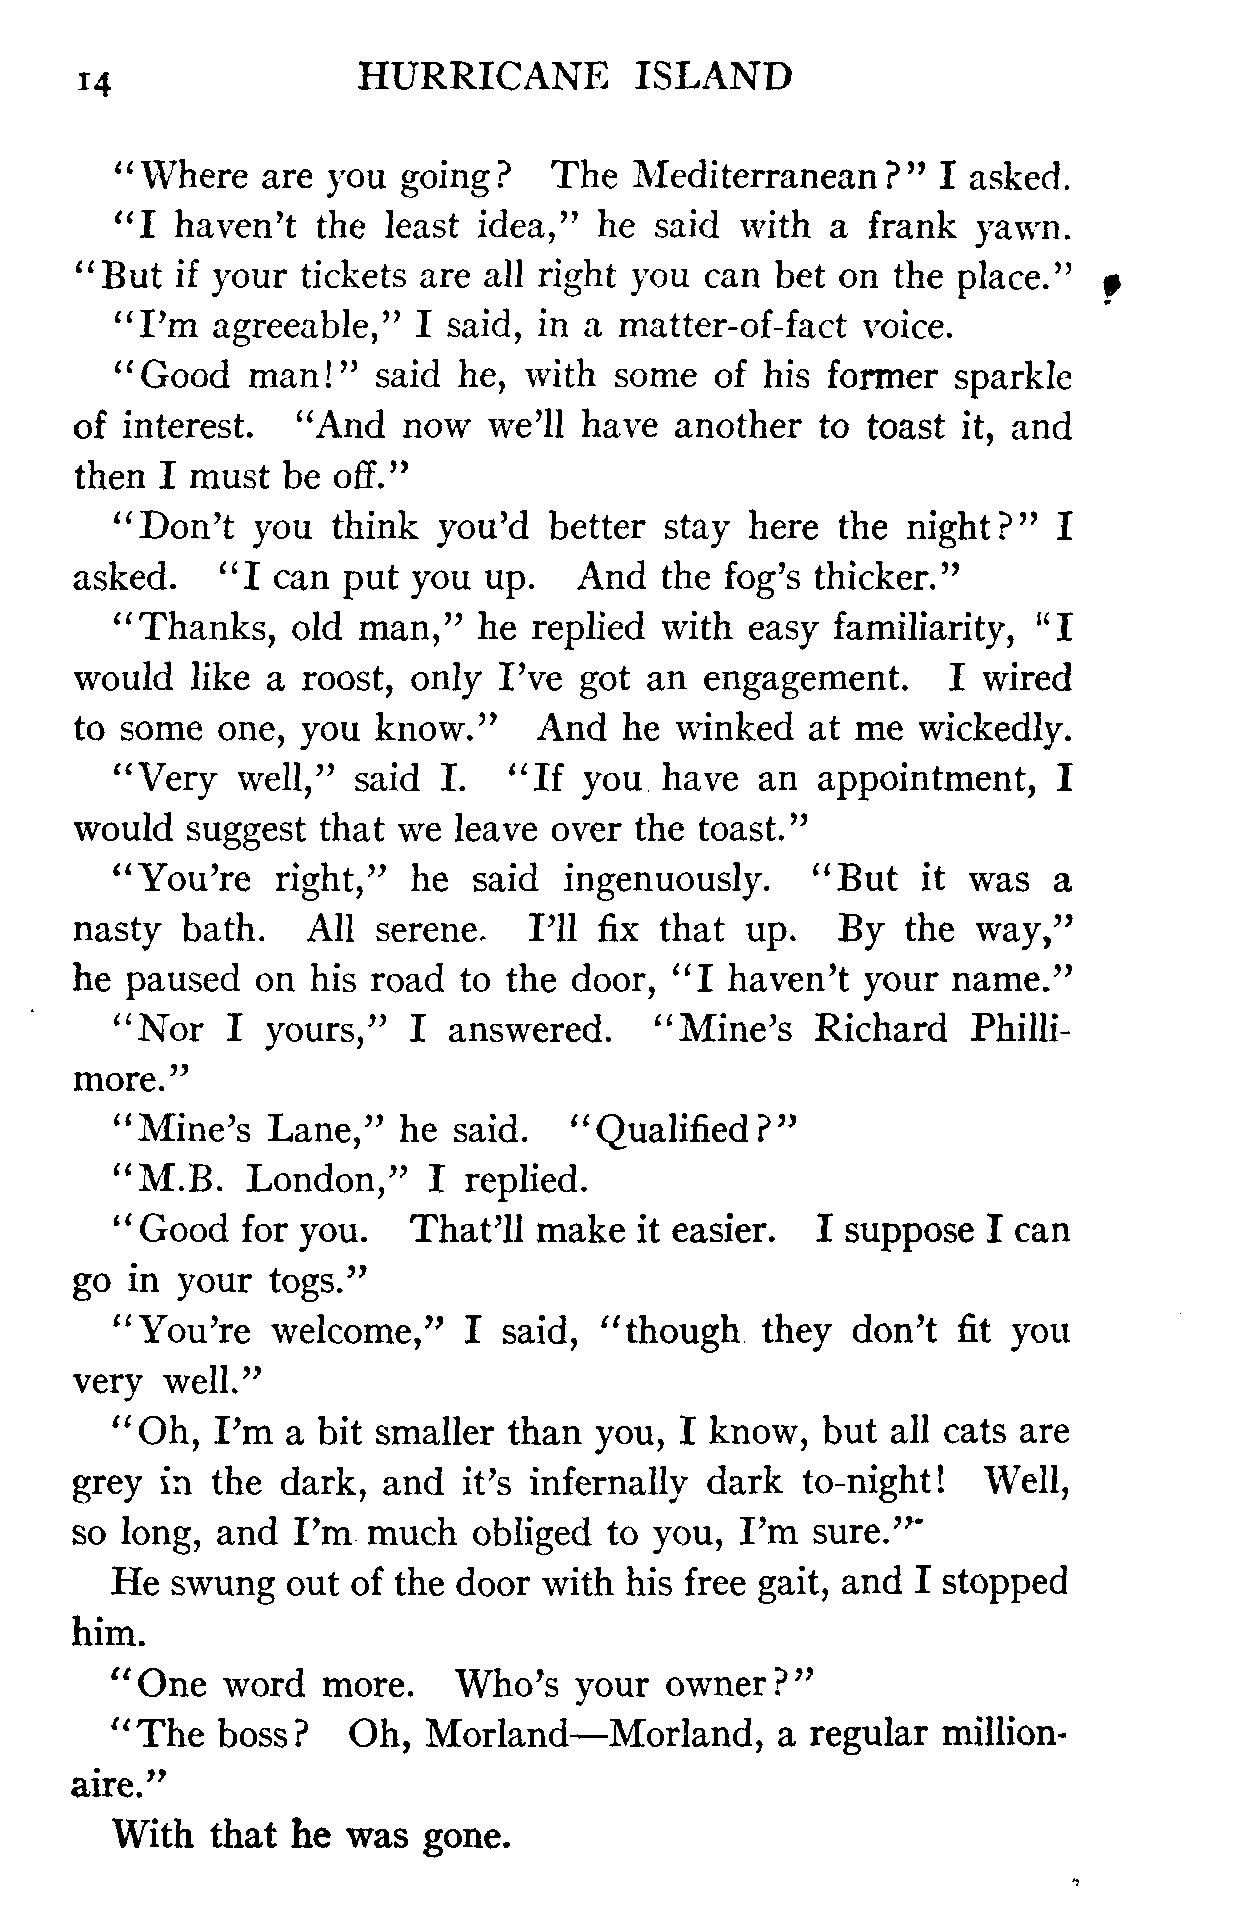 14 HURRICANE ISLAND
"Where are you going? The Mediterranean?" I asked.
"I haven't the least idea," he said with a frank yawn.
"But if your tickets are all right you can bet on the place."
"I'm agreeable," I said, in a matter-of-fact voice.
"Good man!" said he, with some of his former sparkle
of interest. "And now we'll have another to toast it, and
then I must be off."
"Don't you think you'd better stay here the night?" I
asked. "I can put you up. And the fog's thicker."
"Thanks, old man," he replied with easy familiarity, "I
would like a roost, only I've got an engagement. I wired
to some one, you know." And he winked at me wickedly.
"Very well," said I. "If you have an appointment, I
would suggest that we leave over the toast."
"You're right," he said ingenuously. "But it was a
nasty bath. All serene. I'll fix that up. By the way,"
he paused on his road to the door, "I haven't your name."
"Nor I yours," I answered. "Mine's Richard Philli-
more."
"Mine's Lane," he said. "Qualified?"
"M.B. London," I replied.
"Good for you. That'll make it easier. I suppose I can
go in your togs."
"You're welcome," I said, "though they don't fit you
very well."
"Oh, I'm a bit smaller than you, I know, but all cats are
grey in the dark, and it's infernally dark to-night! Well,
so long, and I'm much obliged to you, I'm sure."
He swung out of the door with his free gait, and I stopped
him.
"One word more. Who's your owner?"
"The boss? Oh, Morland—Morland, a regular million-
aire."
With that he was gone.